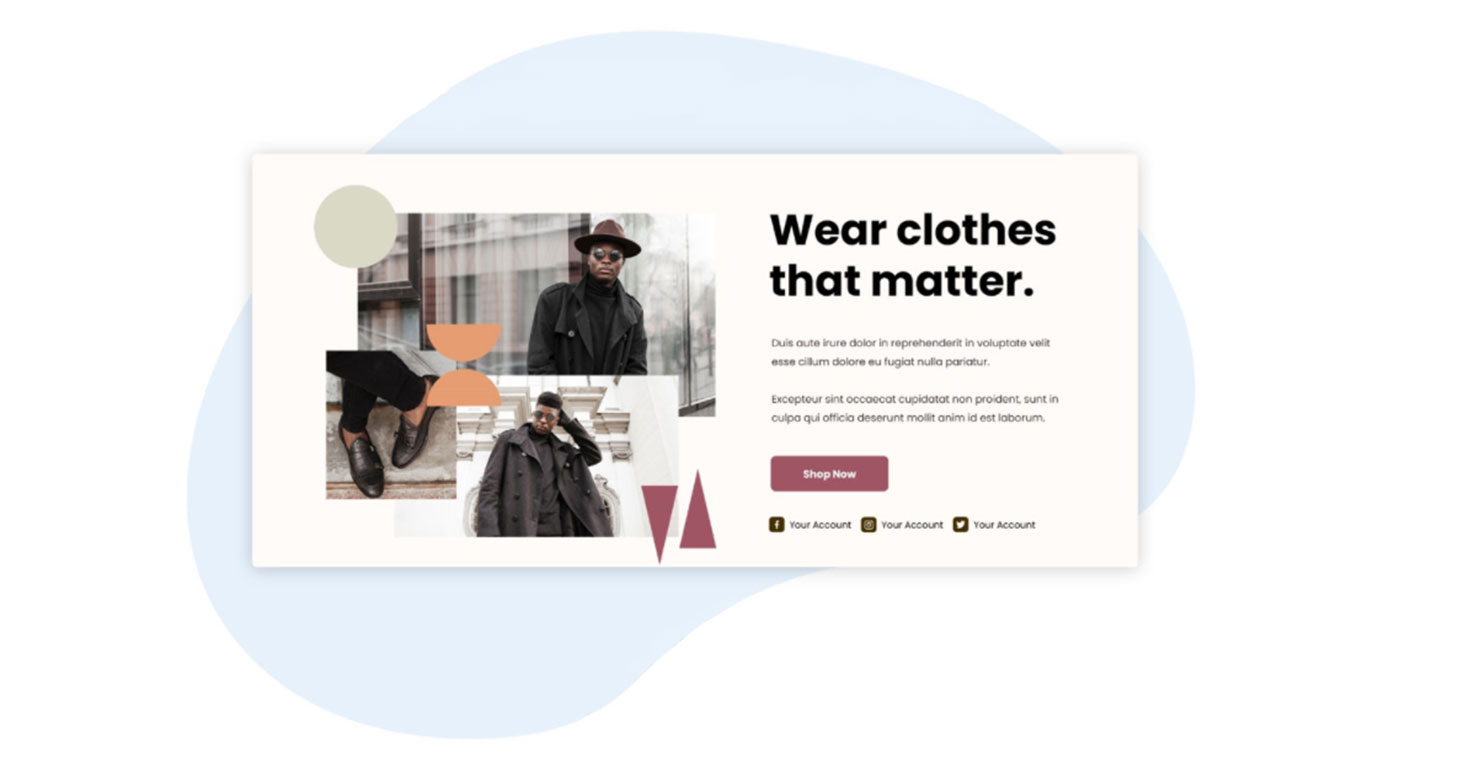 Wear clothes
that matter.
Duis aute irure dolor in reprehenderit in voluptate velit
esse cillum dolore eu fugiat nulla pariatur.
Excepteur sint occaecat cupidatat non proident, sunt in
culpa qui officia deserunt mollit anim id est laborum.
Shop Now
Your Account Your Account Your Account